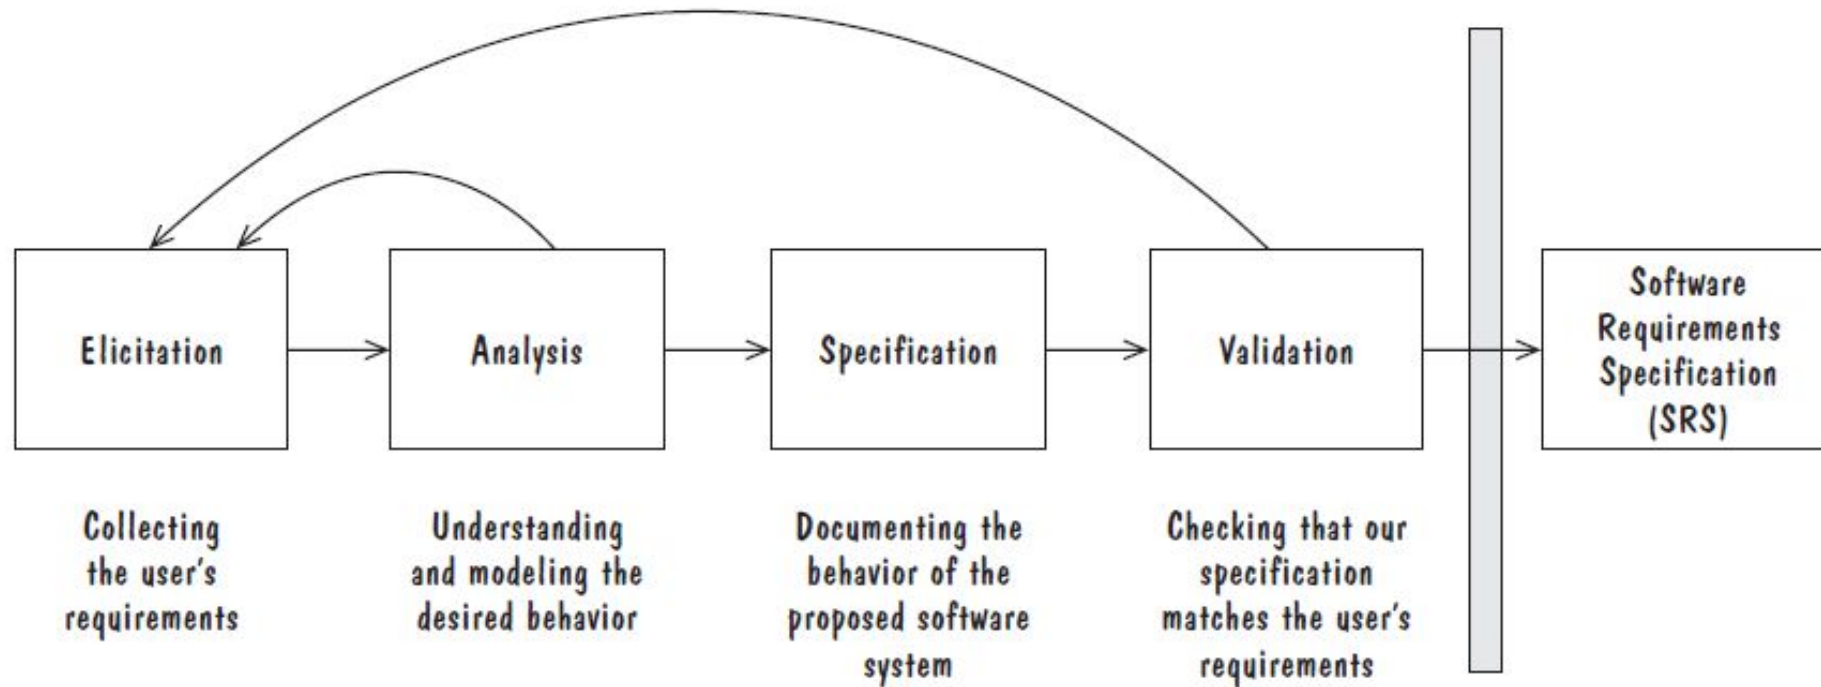 Elicitation
Analysis
Specification
Validation
Software
Requirements
Specification
(SRS)
Collecting
the user's
requirements
Understanding
and modeling the
desired behavior
Documenting the
behavior of the
proposed software
system
Checking that our
specification
matches the user's
requirements